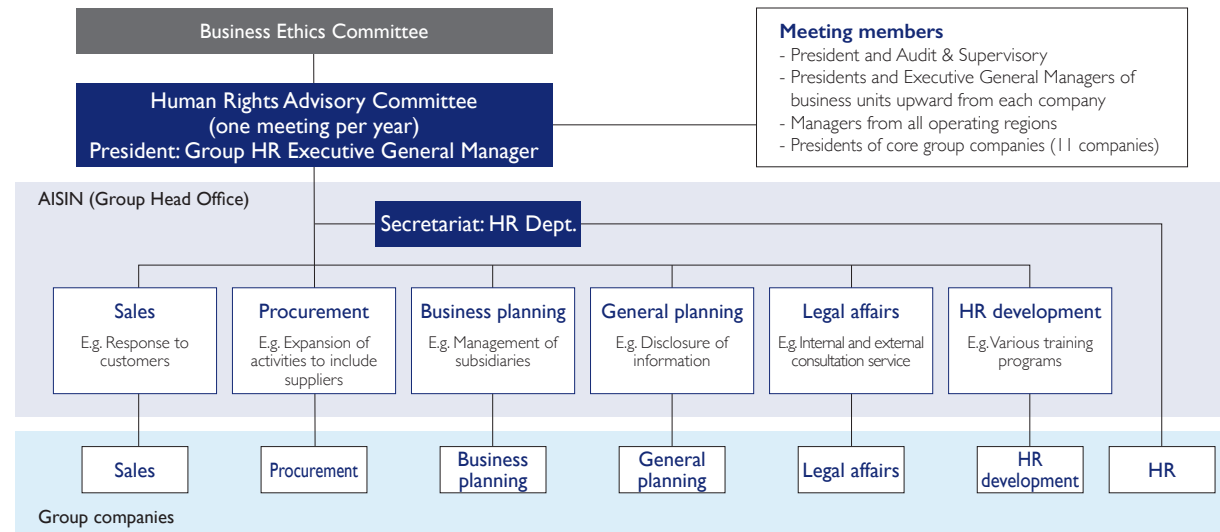 Business Ethics Committee
Human Rights Advisory Committee
(one meeting per year)
President: Group HR Executive General Manager
Meeting members
- President and Audit & Supervisory
- Presidents and Executive General Managers of
business units upward from each company
- Managers from all operating regions
- Presidents of core group companies (11 companies)
AISIN (Group Head Office)
Secretariat: HR Dept.
Sales
E.g. Response to
customers
Procurement
E.g. Expansion of
activities to include
suppliers
Business planning
E.g. Management of
subsidiaries
General planning
E.g. Disclosure of
information
Legal affairs
E.g. Internal and external
consultation service
HR development
E.g. Various training
programs
Sales
Procurement
Business
planning
General
planning
Legal affairs
HR
development
HR
Group companies